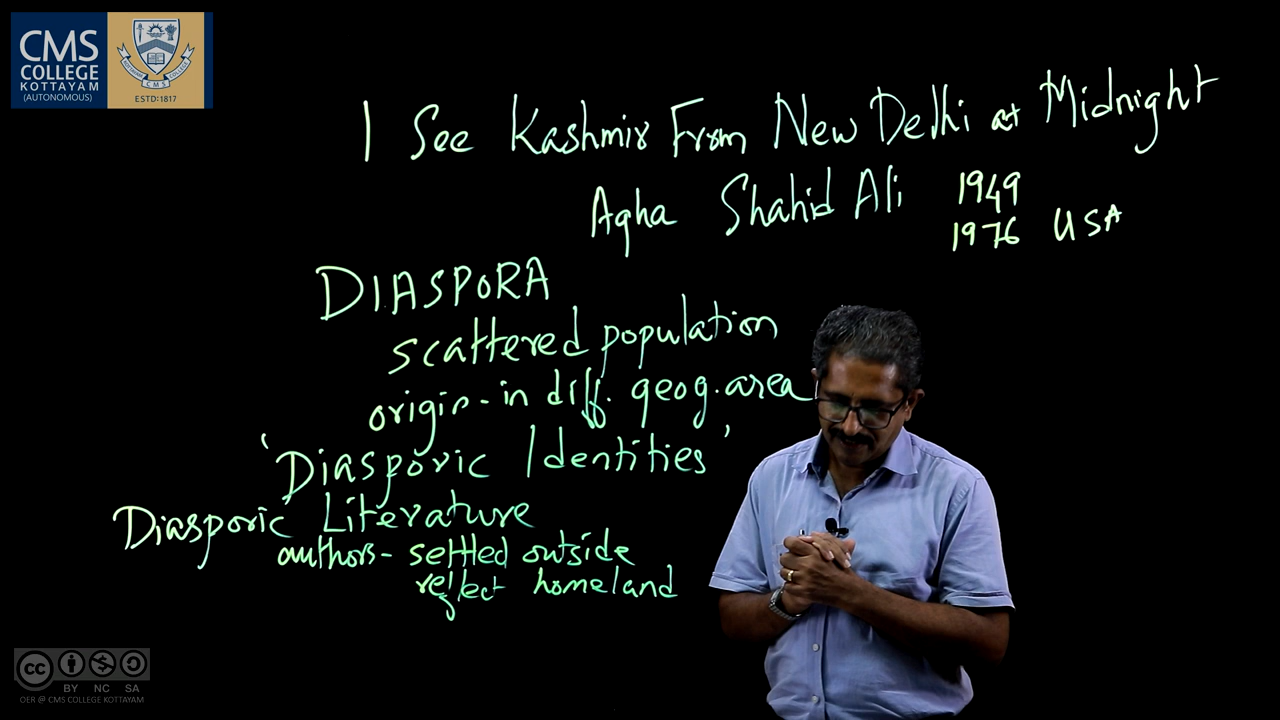 CMS
COLLEGE
KOTTAYAM
(AUTONOMOUS)
CMS
ESTD:1817
I See Kashmir From New Delhi at Midnight
Agha Shahid Ali 1949
1976 USA
DIASPORA
scattered population
origin - in diff. geog. area
'Diasporic Identities'
Diasporic Literature
authors - settled outside
reflect homeland
cc
BY NC SA
OER @ CMS COLLEGE KOTTAYAM